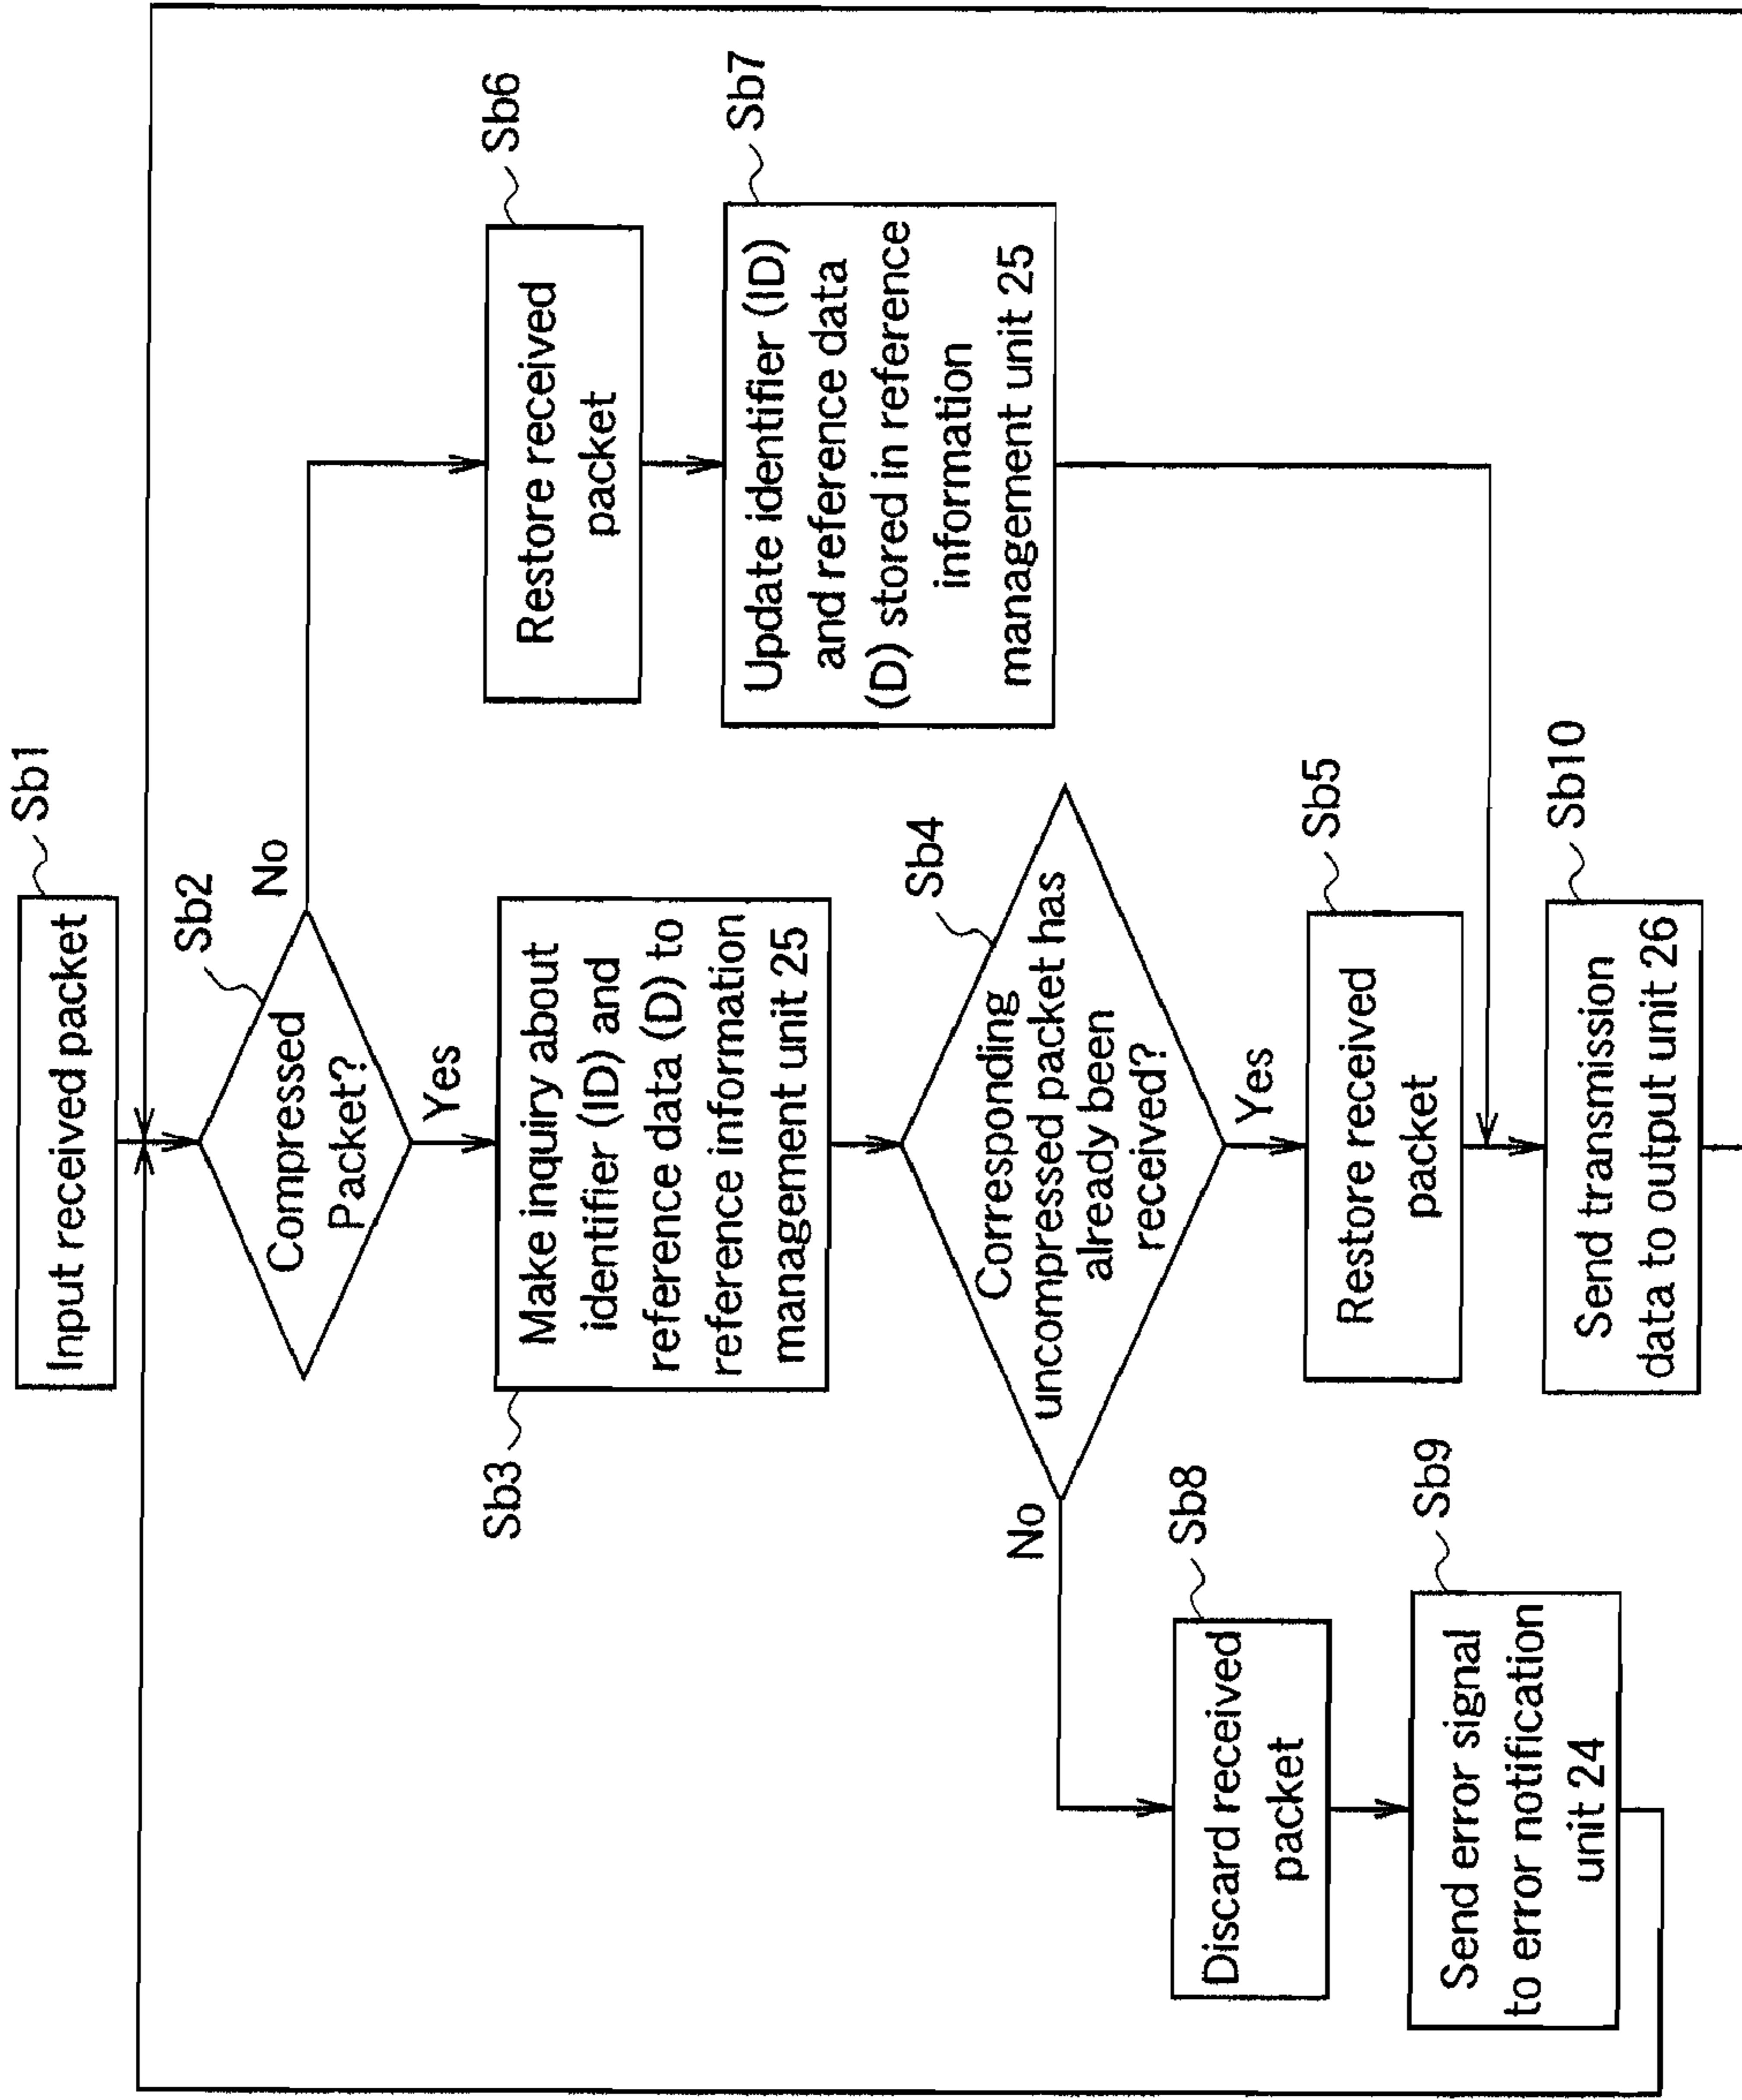 Input received packet
Sb1
Compressed
Packet?
Sb2
No
Yes
Make inquiry about
identifier (ID) and
reference data (D) to
reference information
management unit 25
Sb3
Restore received
packet
Sb6
Update identifier (ID)
and reference data
(D) stored in reference
information
management unit 25
Sb7
Corresponding
uncompressed packet has
already been
received?
Sb4
No
Yes
Restore received
packet
Sb5
Discard received
packet
Sb8
Send error signal
to error notification
unit 24
Sb9
Send transmission
data to output unit 26
Sb10